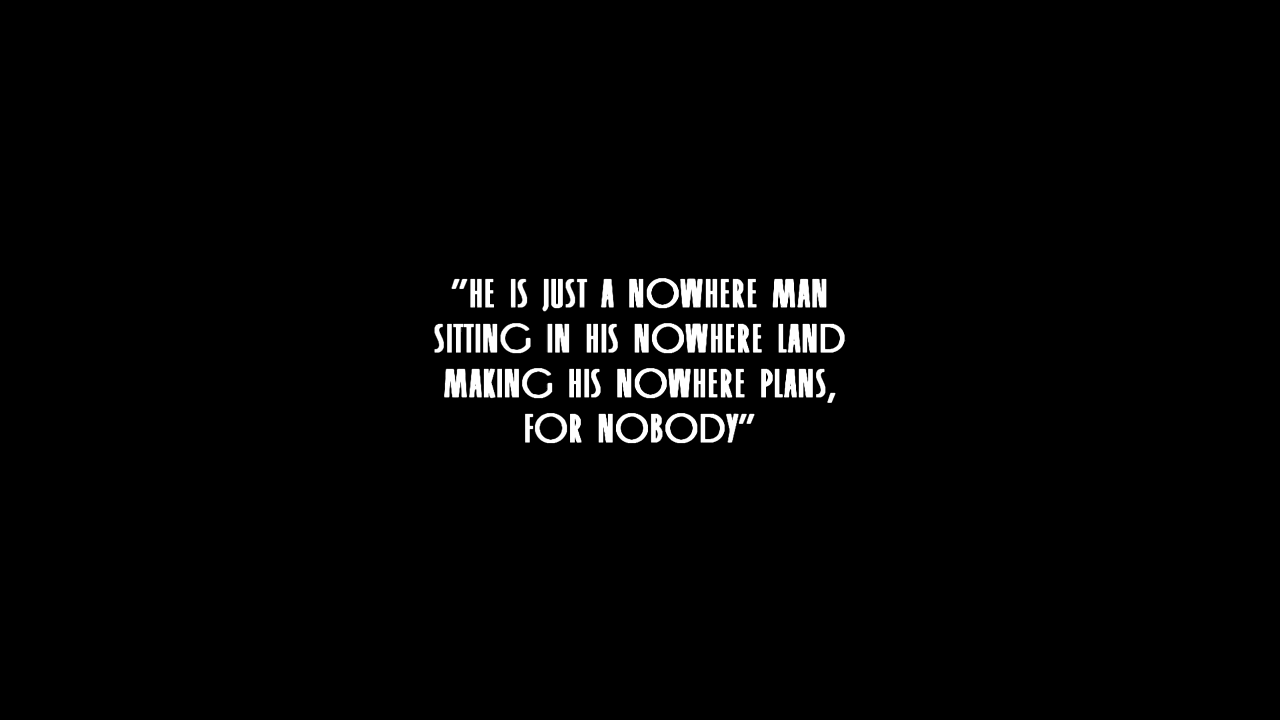 "HE IS JUST A NOWHERE MAN
SITTING IN HIS NOWHERE LAND
MAKING HIS NOWHERE PLANS,
FOR NOBODY"